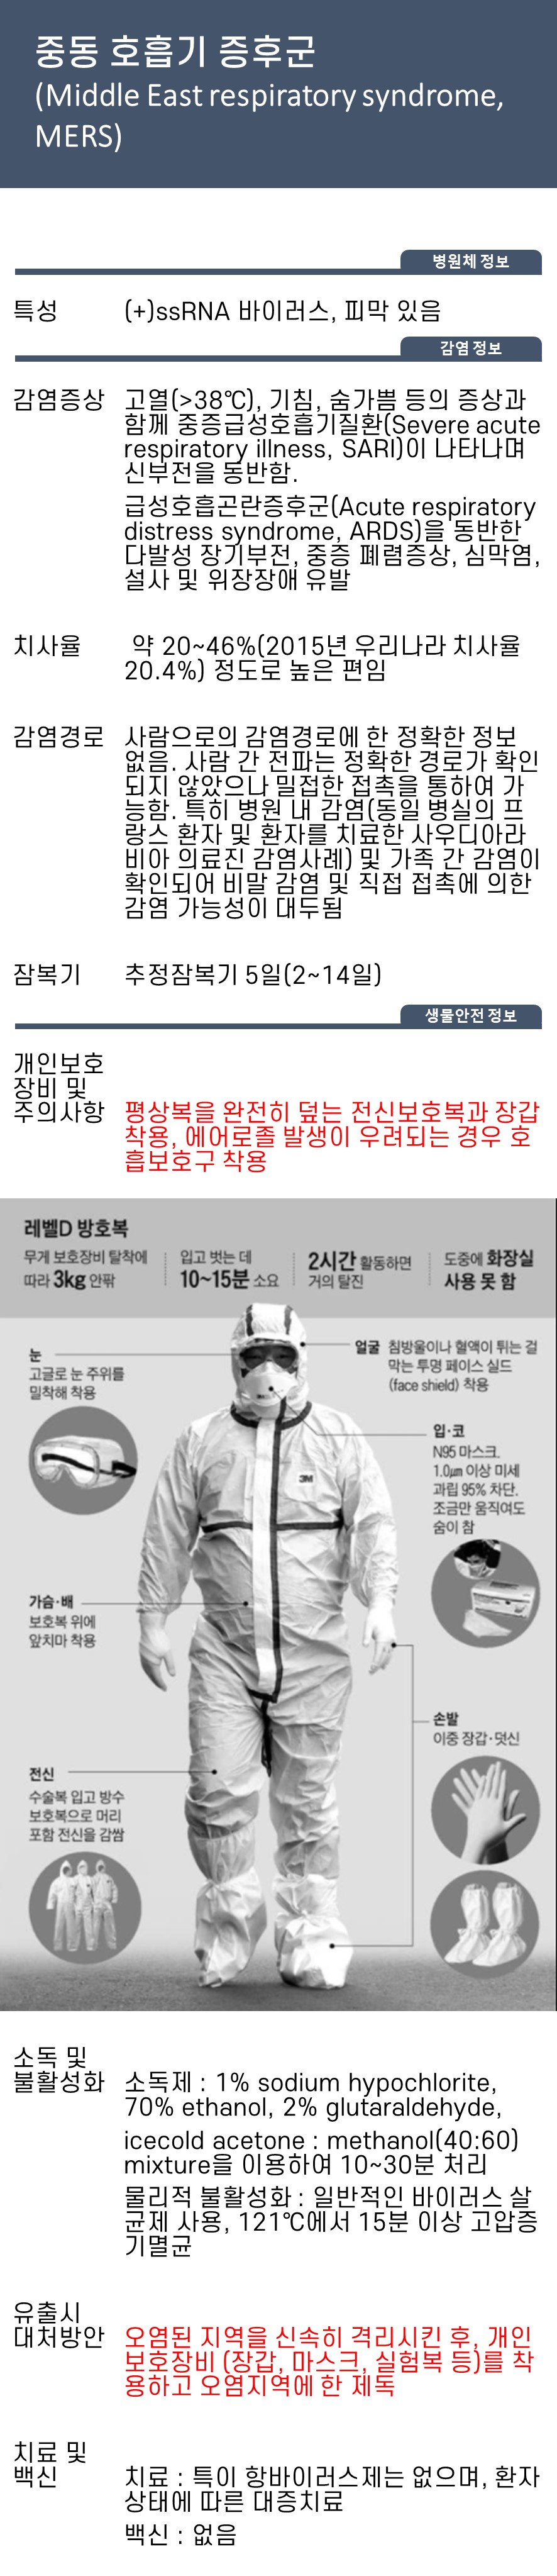 중동 호흡기 증후군
(Middle East respiratory syndrome,
MERS)
병원체 정보
특성
(+)ssRNA 바이러스, 피막 있음
감염 정보
감염증상
고열(>38℃), 기침, 숨가쁨 등의 증상과
함께 중증급성호흡기질환(Severe acute
respiratory illness, SARI)이 나타나며
신부전을 동반함.
급성호흡곤란증후군(Acute respiratory
distress syndrome, ARDS)을 동반한
다발성 장기부전, 중증 폐렴증상, 심막염,
설사 및 위장장애 유발
치사율
약 20~46%(2015년 우리나라 치사율
20.4%) 정도로 높은 편임
감염경로
사람으로의 감염경로에 한 정확한 정보
없음. 사람 간 전파는 정확한 경로가 확인
되지 않았으나 밀접한 접촉을 통하여 가
능함. 특히 병원 내 감염(동일 병실의 프
랑스 환자 및 환자를 치료한 사우디아라
비아 의료진 감염사례) 및 가족 간 감염이
확인되어 비말 감염 및 직접 접촉에 의한
감염 가능성이 대두됨
잠복기
추정잠복기 5일(2~14일)
생물안전 정보
개인보호
장비 및
주의사항
평상복을 완전히 덮는 전신보호복과 장갑
착용, 에어로졸 발생이 우려되는 경우 호
흡보호구 착용
레벨D 방호복
무게 보호장비 탈착에
따라 3kg 안팎
입고 벗는 데
10~15분 소요
2시간 활동하면
거의 탈진
도중에 화장실
사용 못 함
눈
고글로 눈 주위를
밀착해 착용
얼굴 침방울이나 혈액이 튀는 걸
막는 투명 페이스 실드
(face shield) 착용
입·코
N95 마스크.
1.0㎛ 이상 미세
과립 95% 차단.
조금만 움직여도
숨이 참
3M
가슴·배
보호복 위에
앞치마 착용
손발
이중 장갑·덧신
전신
수술복 입고 방수
보호복으로 머리
포함 전신을 감쌈
소독 및
불활성화
소독제 : 1% sodium hypochlorite,
70% ethanol, 2% glutaraldehyde,
icecold acetone : methanol(40:60)
mixture을 이용하여 10~30분 처리
물리적 불활성화 : 일반적인 바이러스 살
균제 사용, 121℃에서 15분 이상 고압증
기멸균
유출시
대처방안
오염된 지역을 신속히 격리시킨 후, 개인
보호장비 (장갑, 마스크, 실험복 등)를 착
용하고 오염지역에 한 제독
치료 및
백신
치료 : 특이 항바이러스제는 없으며, 환자
상태에 따른 대증치료
백신 : 없음